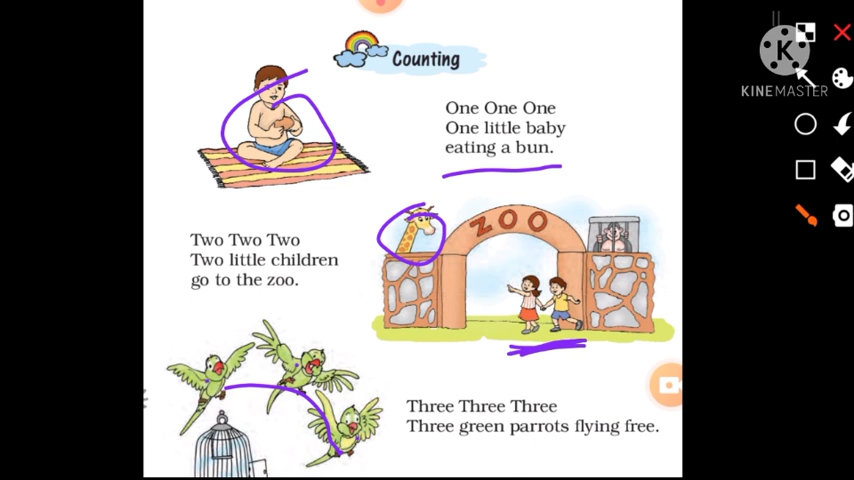 Counting
One One One
One little baby
eating a bun.
KINEMASTER
K
ZOO
Two Two Two
Two little children
go to the zoo.
Three Three Three
Three green parrots flying free.